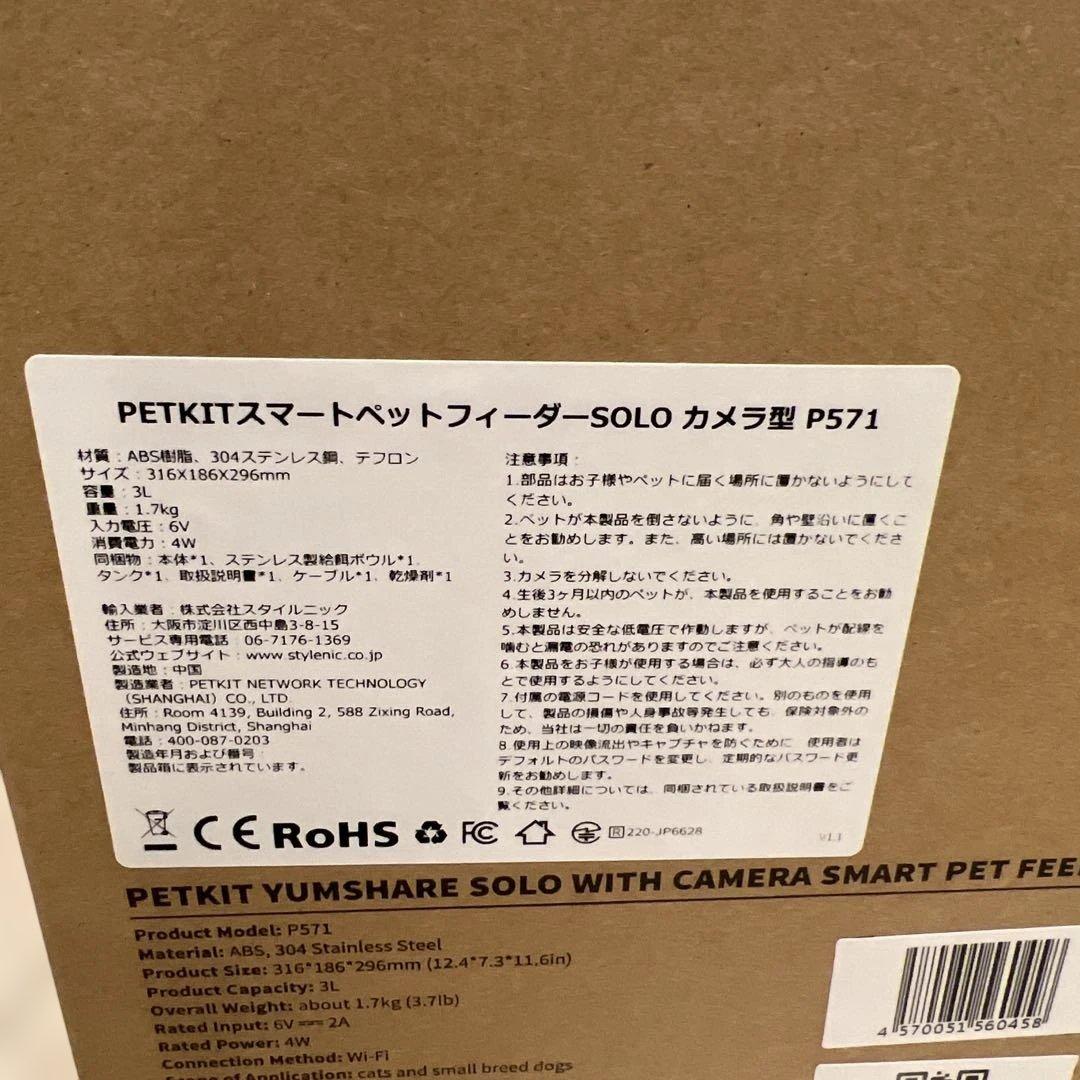 PETKITスマートペットフィーダーSOLO カメラ型 P571
材質：ABS樹脂、304ステンレス鋼、テフロン
サイズ：316X186X296mm
容量：3L
重量：1.7kg
入力電圧：6V
消費電力：4W
同梱物：本体*1、ステンレス製給餌ボウル*1、
タンク*1、取扱説明書*1、ケーブル*1、乾燥剤*1
輸入業者：株式会社スタイルニック
住所：大阪市淀川区西中島3-8-15
サービス専用電話：06-7176-1369
公式ウェブサイト：www.stylenic.co.jp
製造地：中国
製造業者：PETKIT NETWORK TECHNOLOGY
（SHANGHAI）CO., LTD
住所：Room 4139, Building 2, 588 Zixing Road,
Minhang District, Shanghai
電話：400-087-0203
製造年月および番号：
製品箱に表示されています。
注意事項：
1.部品はお子様やペットに届く場所に置かないようにして
ください。
2.ペットが本製品を倒さないように、角や壁沿いに置くこ
とをお勧めします。また、高い場所には置かないでくださ
い。
3.カメラを分解しないでください。
4.生後3ヶ月以内のペットが、本製品を使用することをお勧
めしません。
5.本製品は安全な低電圧で作動しますが、ペットが配線を
噛むと漏電の恐れがありますのでご注意ください。
6.本製品をお子様が使用する場合は、必ず大人の指導のも
とで使用するようにしてください。
7.付属の電源コードを使用してください。別のものを使用
して、製品の損傷や人身事故等発生しても、保険対象外の
ため、当社は一切の責任を負いかねます。
8.使用上の映像流出やキャプチャを防ぐために、使用者は
デフォルトのパスワードを変更し、定期的なパスワード更
新をお勧めします。
9.その他詳細については、同梱されている取扱説明書をご
覧ください。
CE RoHS FC R 220-JP6628 V1.1
PETKIT YUMSHARE SOLO WITH CAMERA SMART PET FEE
Product Model: P571
Material: ABS, 304 Stainless Steel
Product Size: 316*186*296mm (12.4*7.3*11.6in)
Product Capacity: 3L
Overall Weight: about 1.7kg (3.7lb)
Rated Input: 6V⎓2A
Rated Power: 4W
Connection Method: Wi-Fi
Scope of Application: cats and small breed dogs
4 570051 560458